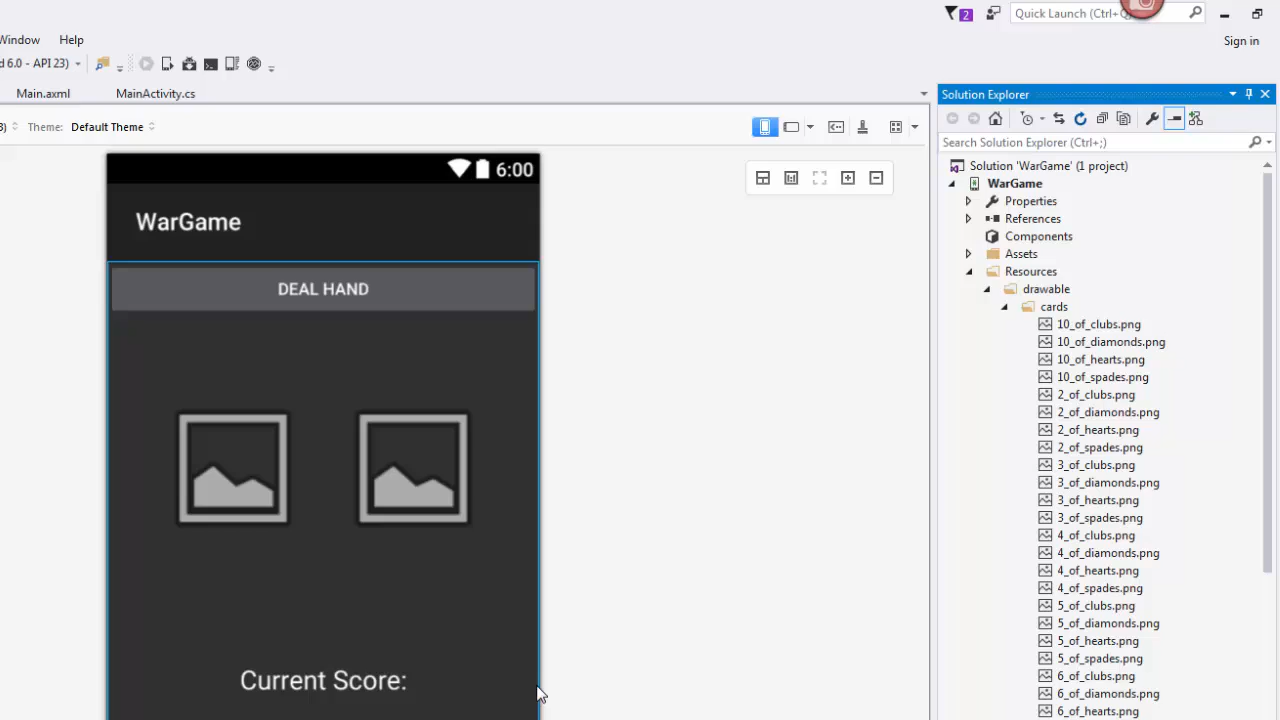 2
Quick Launch (Ctrl+
Window
Help
Sign in
d 6.0 - API 23)
Main.axml
MainActivity.cs
Solution Explorer
3)
Theme:
Default Theme
Search Solution Explorer (Ctrl+;)
6:00
WarGame
DEAL HAND
Current Score:
Solution 'WarGame' (1 project)
WarGame
Properties
References
Components
Assets
Resources
drawable
cards
10_of_clubs.png
10_of_diamonds.png
10_of_hearts.png
10_of_spades.png
2_of_clubs.png
2_of_diamonds.png
2_of_hearts.png
2_of_spades.png
3_of_clubs.png
3_of_diamonds.png
3_of_hearts.png
3_of_spades.png
4_of_clubs.png
4_of_diamonds.png
4_of_hearts.png
4_of_spades.png
5_of_clubs.png
5_of_diamonds.png
5_of_hearts.png
5_of_spades.png
6_of_clubs.png
6_of_diamonds.png
6_of_hearts.png